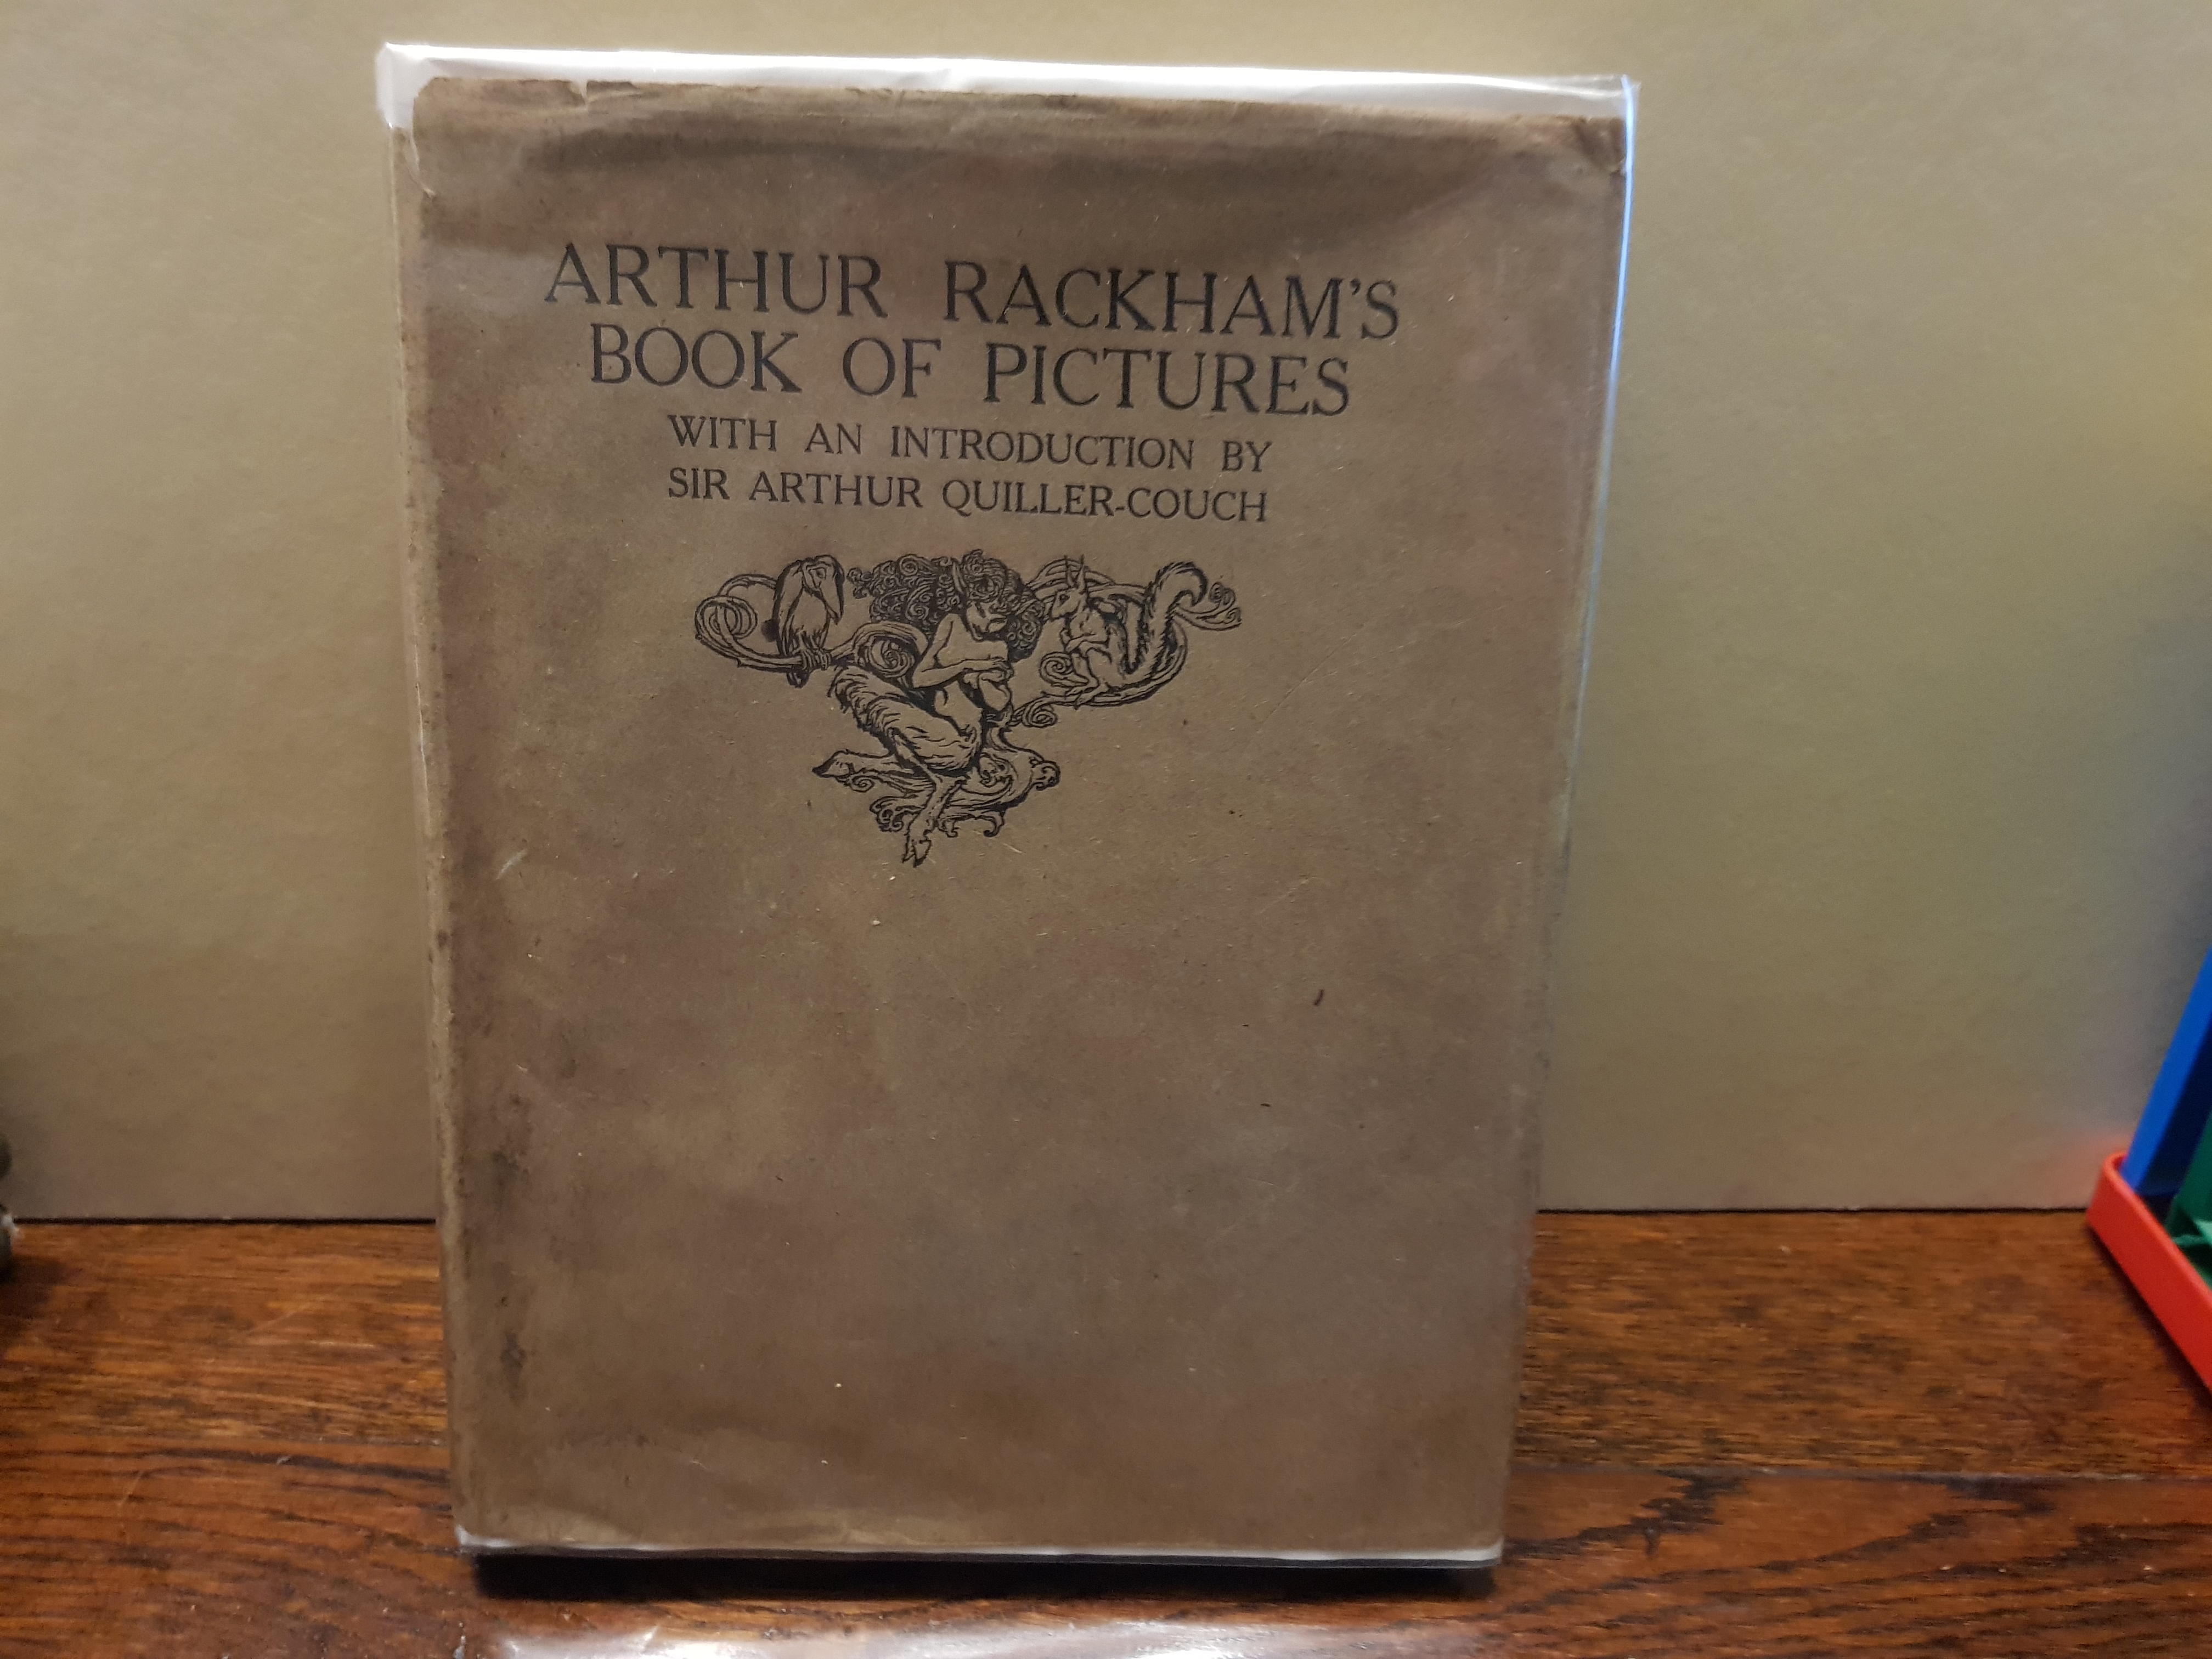 ARTHUR RACKHAM'S
BOOK OF PICTURES
WITH AN INTRODUCTION BY
SIR ARTHUR QUILLER-COUCH